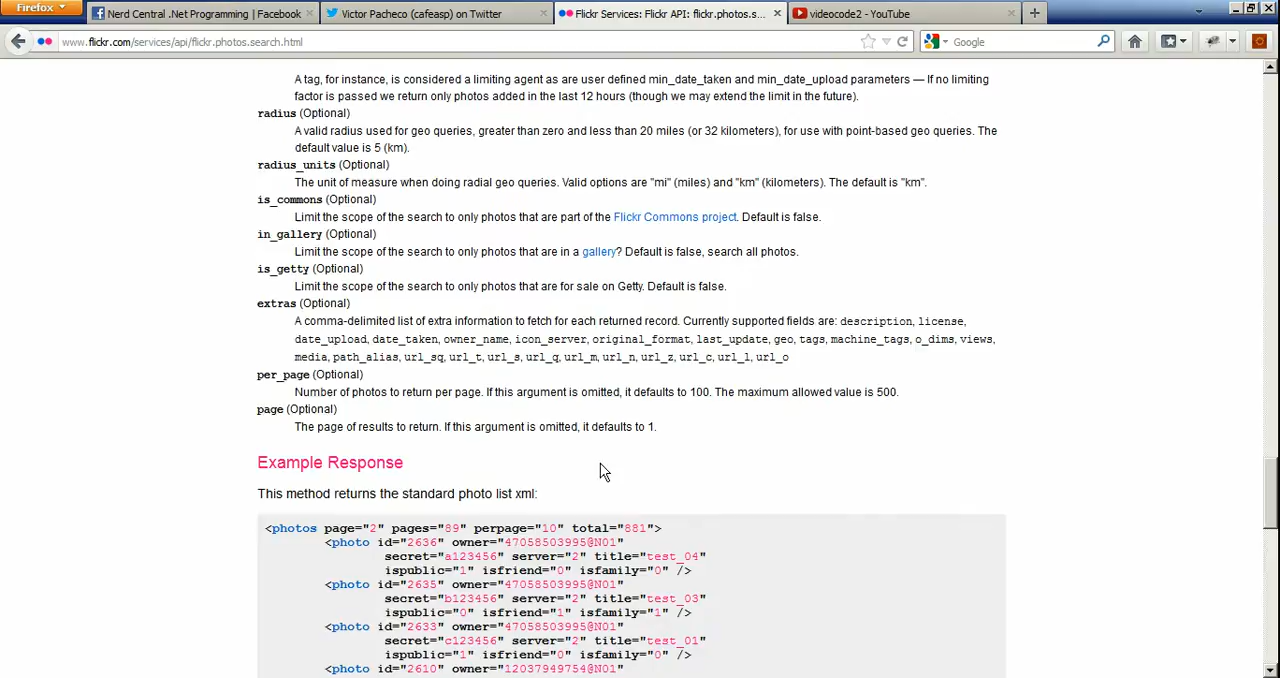 Firefox
Nerd Central .Net Programming | Facebook
Victor Pacheco (cafeasp) on Twitter
Flickr Services: Flickr API: flickr.photos.s...
videocode2 - YouTube
www.flickr.com/services/api/flickr.photos.search.html
Google
A tag, for instance, is considered a limiting agent as are user defined min_date_taken and min_date_upload parameters — If no limiting
factor is passed we return only photos added in the last 12 hours (though we may extend the limit in the future).
radius (Optional)
A valid radius used for geo queries, greater than zero and less than 20 miles (or 32 kilometers), for use with point-based geo queries. The
default value is 5 (km).
radius_units (Optional)
The unit of measure when doing radial geo queries. Valid options are "mi" (miles) and "km" (kilometers). The default is "km".
is_commons (Optional)
Limit the scope of the search to only photos that are part of the Flickr Commons project. Default is false.
in_gallery (Optional)
Limit the scope of the search to only photos that are in a gallery? Default is false, search all photos.
is_getty (Optional)
Limit the scope of the search to only photos that are for sale on Getty. Default is false.
extras (Optional)
A comma-delimited list of extra information to fetch for each returned record. Currently supported fields are: description, license,
date_upload, date_taken, owner_name, icon_server, original_format, last_update, geo, tags, machine_tags, o_dims, views,
media, path_alias, url_sq, url_t, url_s, url_q, url_m, url_n, url_z, url_c, url_l, url_o
per_page (Optional)
Number of photos to return per page. If this argument is omitted, it defaults to 100. The maximum allowed value is 500.
page (Optional)
The page of results to return. If this argument is omitted, it defaults to 1.
Example Response
This method returns the standard photo list xml:
<photos page="2" pages="89" perpage="10" total="881">
<photo id="2636" owner="47058503995@N01"
secret="a123456" server="2" title="test_04"
ispublic="1" isfriend="0" isfamily="0" />
<photo id="2635" owner="47058503995@N01"
secret="b123456" server="2" title="test_03"
ispublic="0" isfriend="1" isfamily="1" />
<photo id="2633" owner="47058503995@N01"
secret="c123456" server="2" title="test_01"
ispublic="1" isfriend="0" isfamily="0" />
<photo id="2610" owner="12037949754@N01"